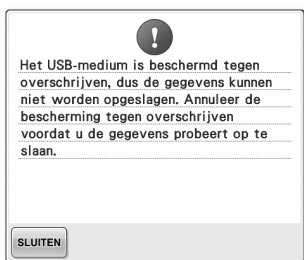 Het USB-medium is beschermd tegen
overschrijven, dus de gegevens kunnen
niet worden opgeslagen. Annuleer de
bescherming tegen overschrijven
voordat u de gegevens probeert op te
slaan.
SLUITEN